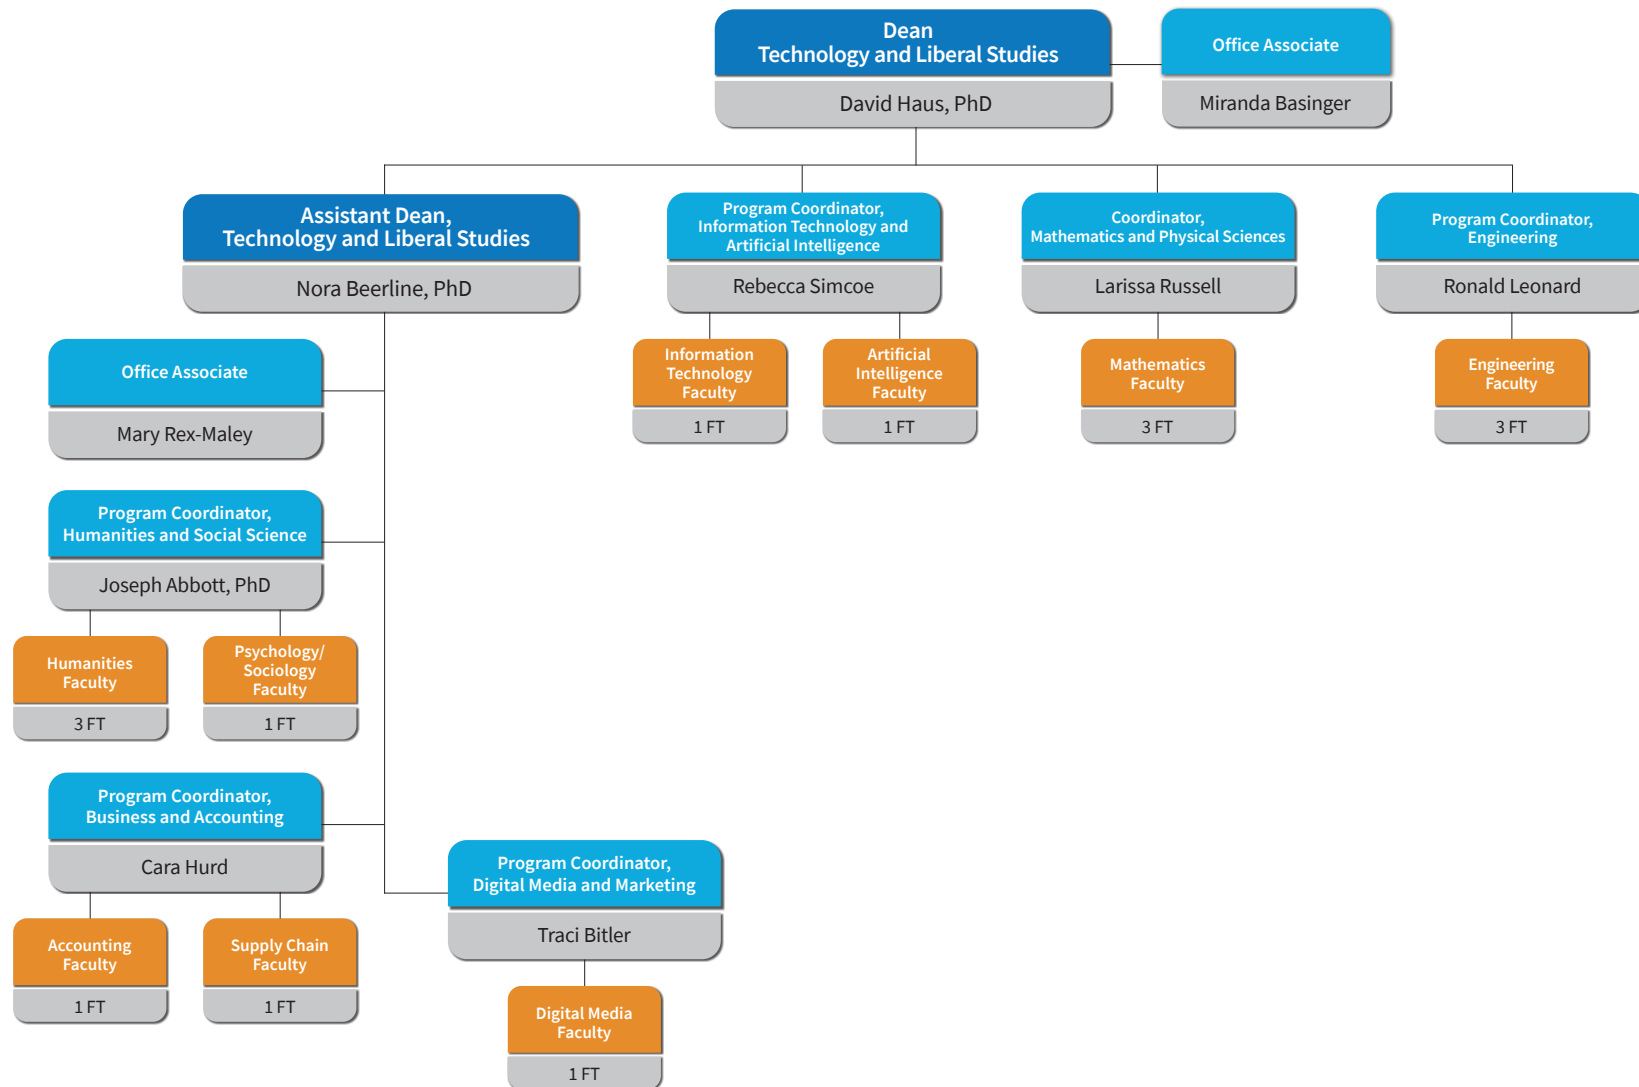 Dean
Technology and Liberal Studies
David Haus, PhD
Office Associate
Miranda Basinger
Assistant Dean,
Technology and Liberal Studies
Nora Beerline, PhD
Program Coordinator,
Information Technology and
Artificial Intelligence
Rebecca Simcoe
Coordinator,
Mathematics and Physical Sciences
Larissa Russell
Program Coordinator,
Engineering
Ronald Leonard
Information
Technology
Faculty
1 FT
Artificial
Intelligence
Faculty
1 FT
Mathematics
Faculty
3 FT
Engineering
Faculty
3 FT
Office Associate
Mary Rex-Maley
Program Coordinator,
Humanities and Social Science
Joseph Abbott, PhD
Humanities
Faculty
3 FT
Psychology/
Sociology
Faculty
1 FT
Program Coordinator,
Business and Accounting
Cara Hurd
Accounting
Faculty
1 FT
Supply Chain
Faculty
1 FT
Program Coordinator,
Digital Media and Marketing
Traci Bitler
Digital Media
Faculty
1 FT